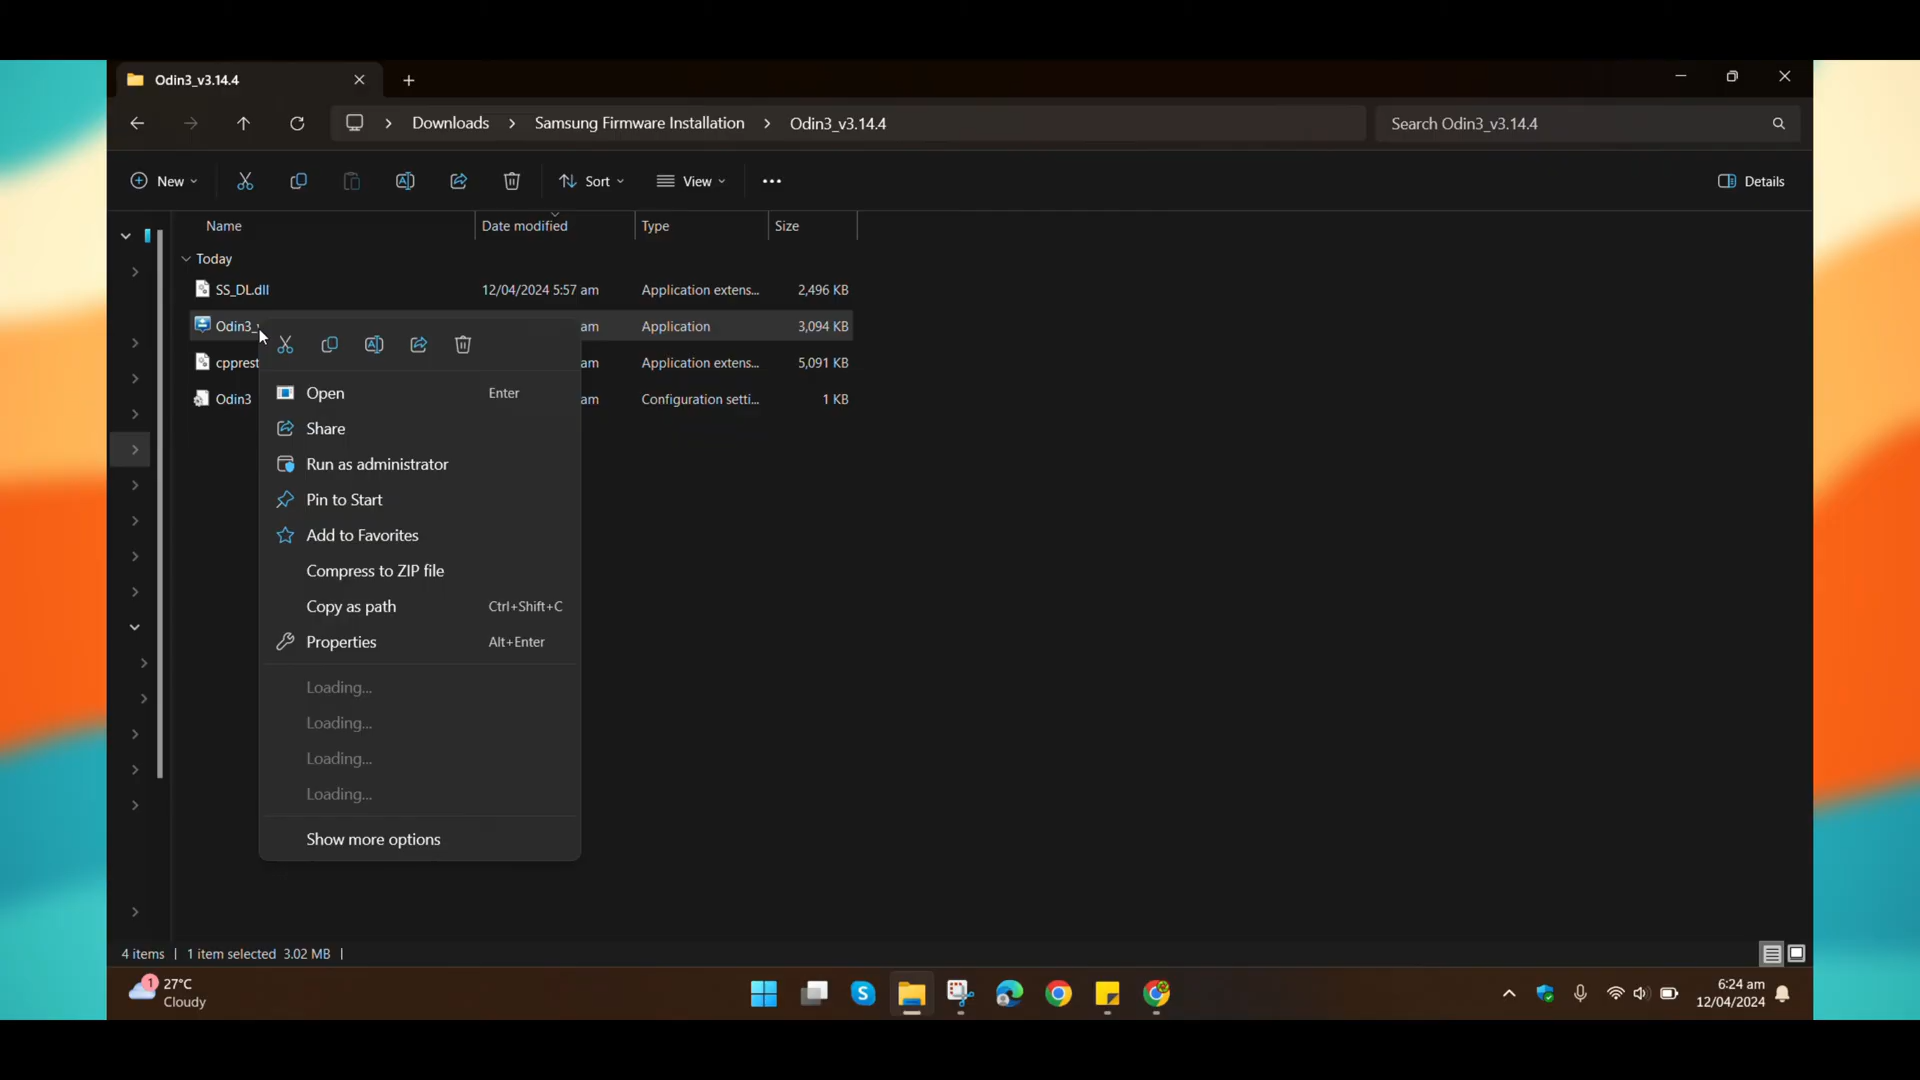 Odin3_v3.14.4
Downloads
Samsung Firmware Installation
Odin3_v3.14.4
Search Odin3_v3.14.4
New
Sort
View
Details
Name
Date modified
Type
Size
Today
SS_DL.dll
12/04/2024 5:57 am
Application extens...
2,496 KB
Odin3_
am
Application
3,094 KB
cpprest
am
Application extens...
5,091 KB
Odin3
am
Configuration setti...
1 KB
Open
Enter
Share
Run as administrator
Pin to Start
Add to Favorites
Compress to ZIP file
Copy as path
Ctrl+Shift+C
Properties
Alt+Enter
Loading...
Loading...
Loading...
Loading...
Show more options
4 items
1 item selected 3.02 MB
1
27°C
Cloudy
6:24 am
12/04/2024